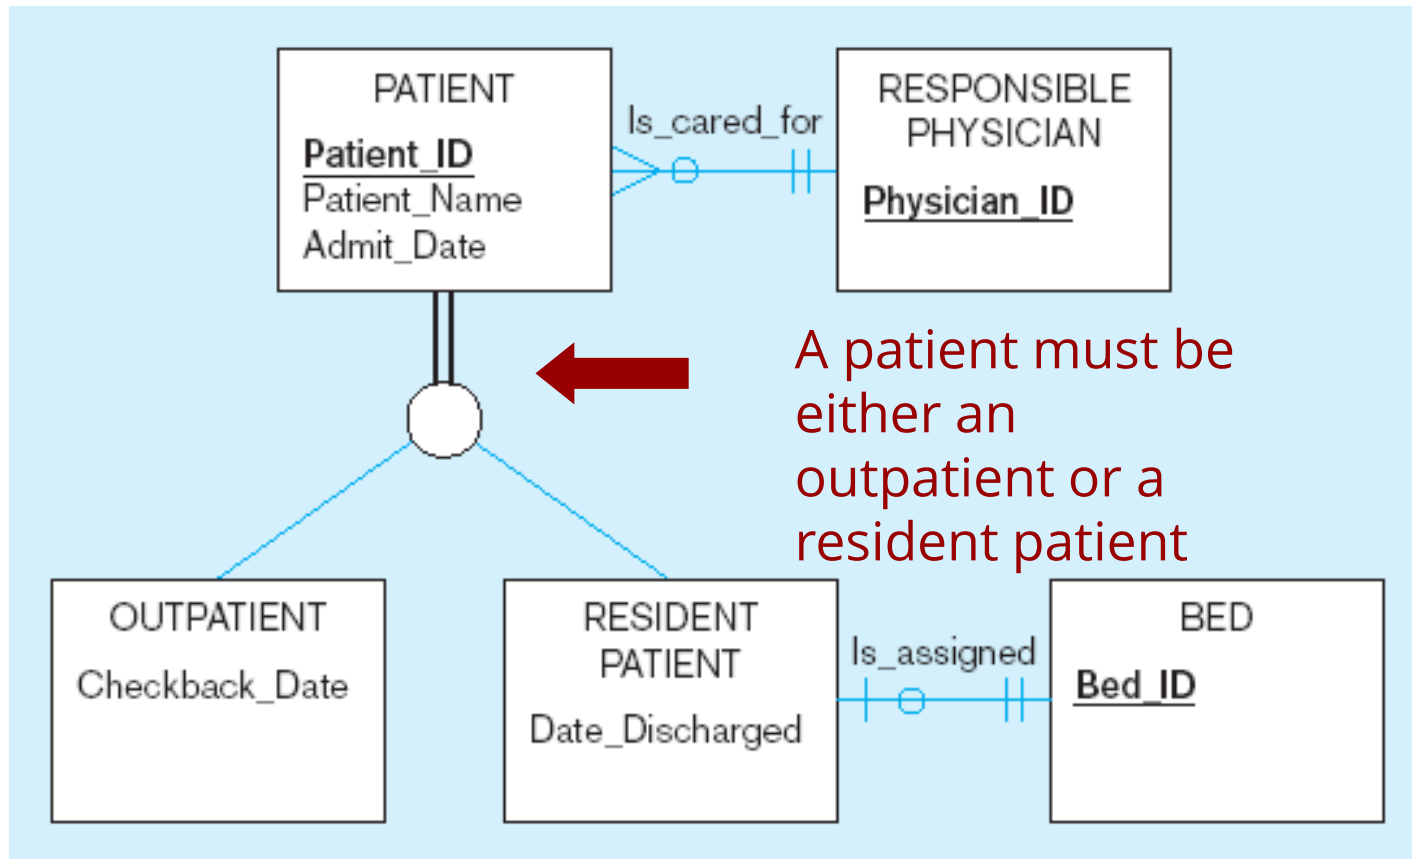 PATIENT
Patient_ID
Patient_Name
Admit_Date
Is_cared_for
RESPONSIBLE
PHYSICIAN
Physician_ID
A patient must be
either an
outpatient or a
resident patient
OUTPATIENT
Checkback_Date
RESIDENT
PATIENT
Date_Discharged
Is_assigned
BED
Bed_ID